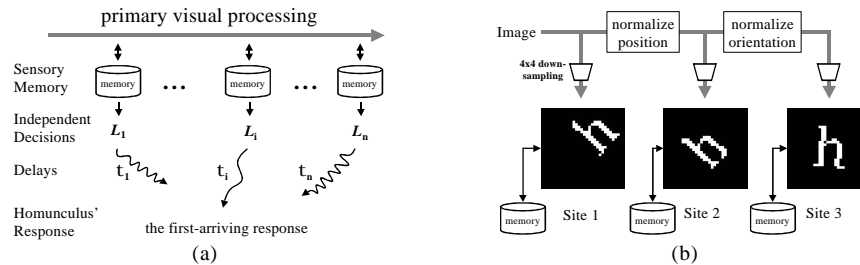 primary visual processing
Sensory
Memory
memory
...
memory
...
memory
Independent
Decisions
L1
Li
Ln
Delays
t1
ti
tn
Homunculus'
Response
the first-arriving response
(a)
Image
normalize
position
normalize
orientation
4x4 down-
sampling
h
h
h
memory
Site 1
memory
Site 2
memory
Site 3
(b)